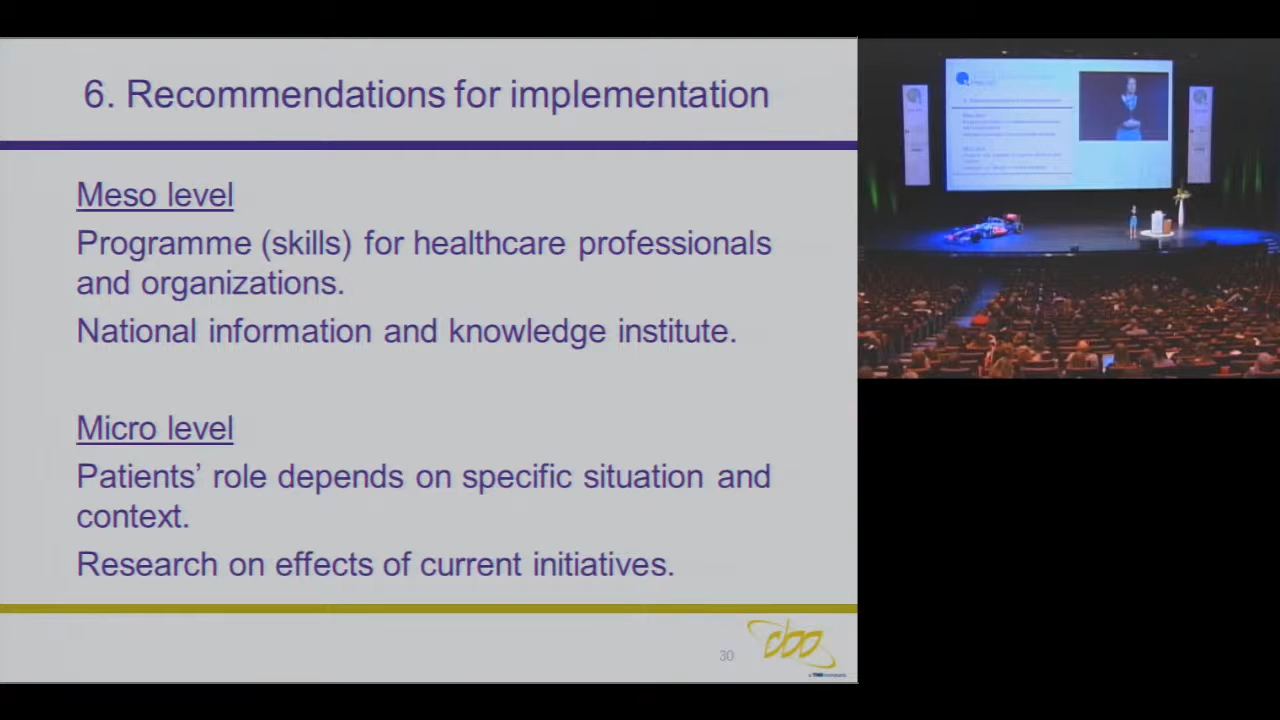 6. Recommendations for implementation
Meso level
Programme (skills) for healthcare professionals
and organizations.
National information and knowledge institute.
Micro level
Patients’ role depends on specific situation and
context.
Research on effects of current initiatives.
30
cbo